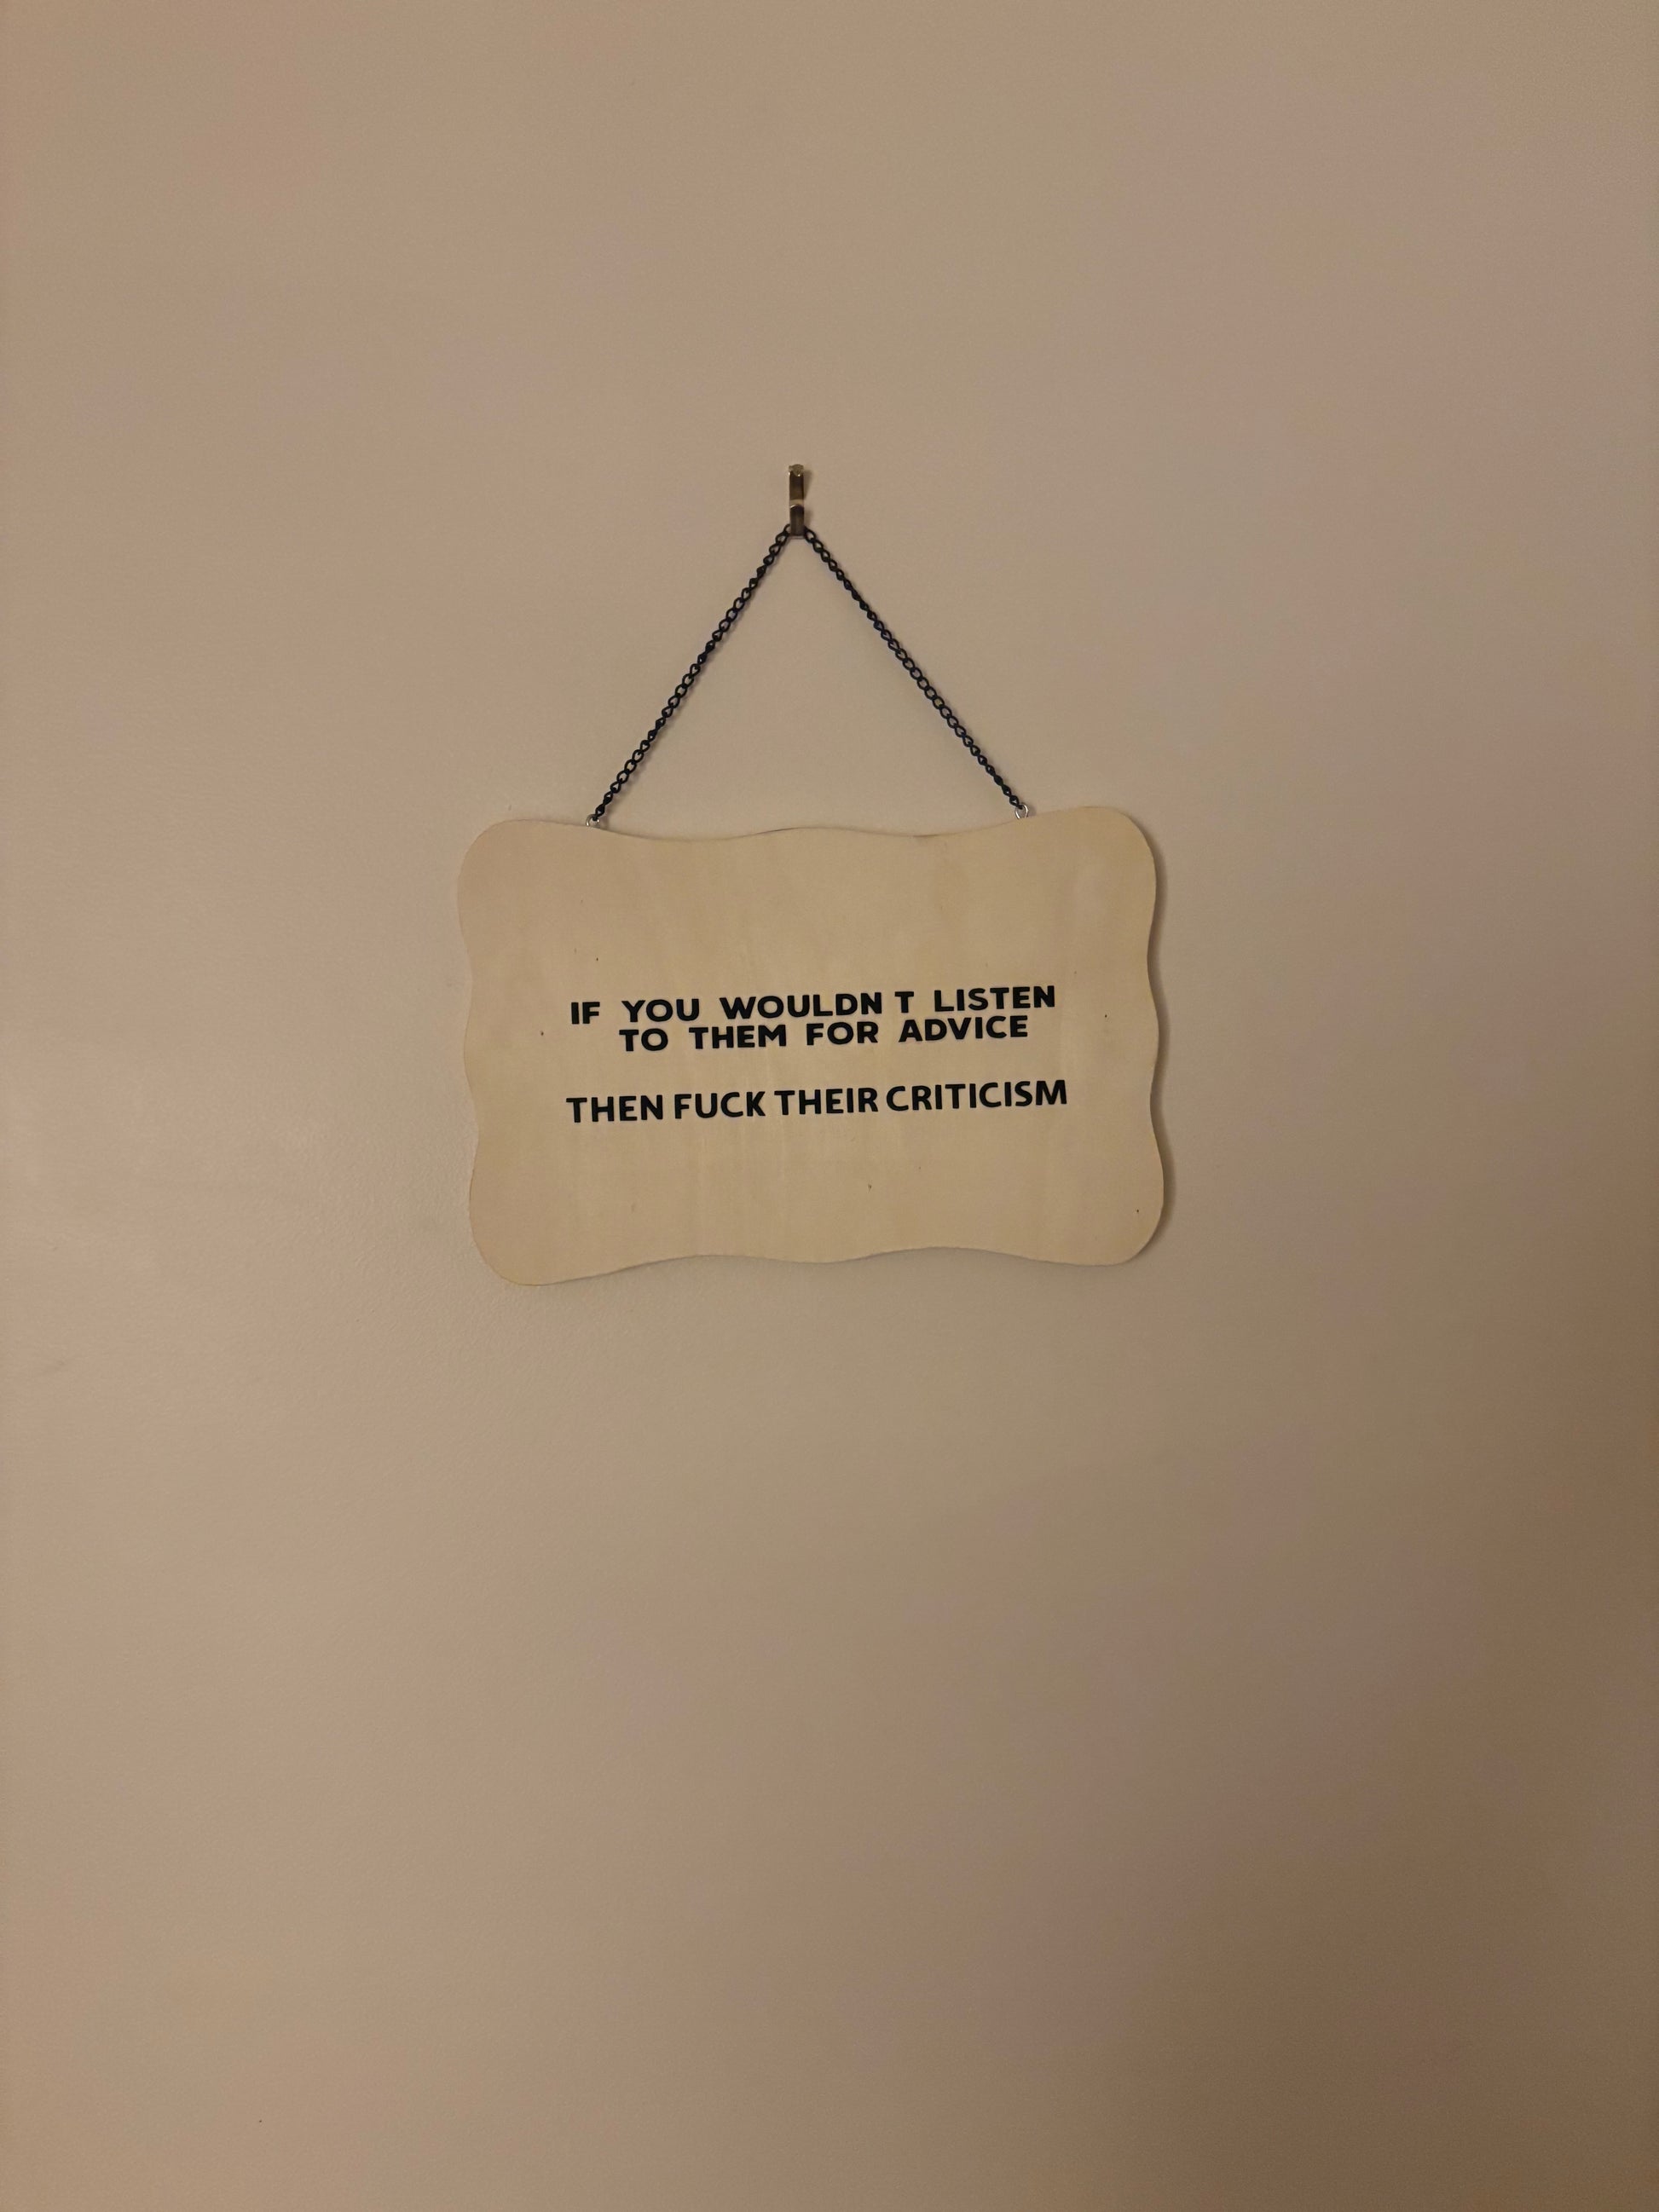 IF YOU WOULDN T LISTEN
TO THEM FOR ADVICE
THEN FUCK THEIR CRITICISM